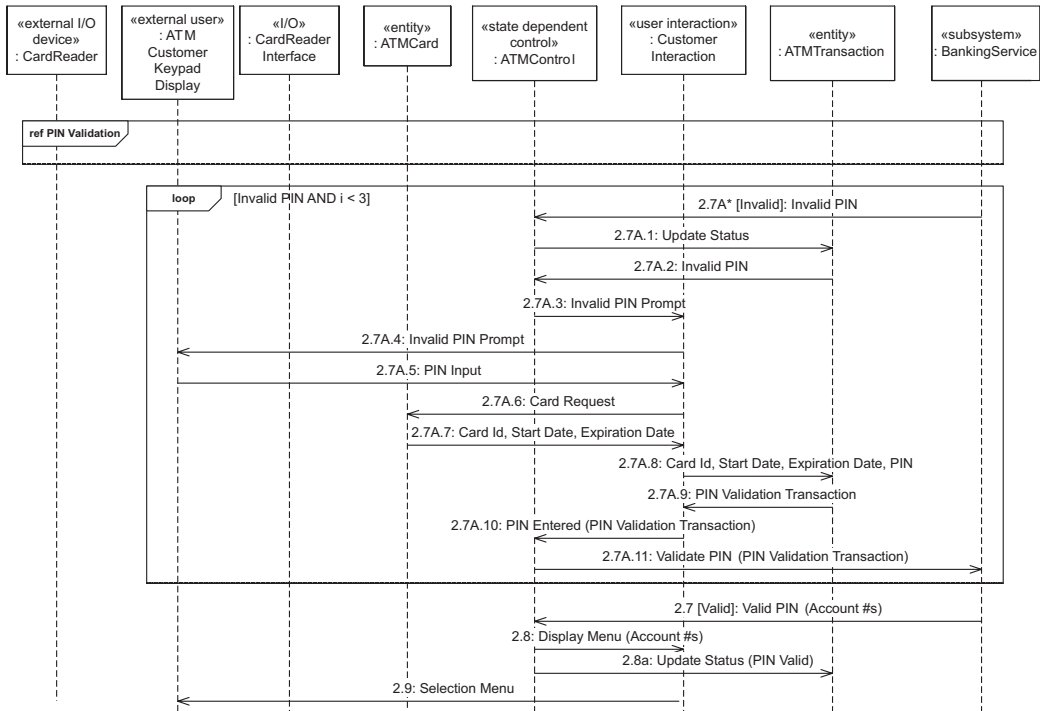 «external I/O
device»
: CardReader
«external user»
: ATM
Customer
Keypad
Display
«I/O»
: CardReader
Interface
«entity»
: ATMCard
«state dependent
control»
: ATMControl
«user interaction»
: Customer
Interaction
«entity»
: ATMTransaction
«subsystem»
: BankingService
ref PIN Validation
loop
[Invalid PIN AND i < 3]
2.7A* [Invalid]: Invalid PIN
2.7A.1: Update Status
2.7A.2: Invalid PIN
2.7A.3: Invalid PIN Prompt
2.7A.4: Invalid PIN Prompt
2.7A.5: PIN Input
2.7A.6: Card Request
2.7A.7: Card Id, Start Date, Expiration Date
2.7A.8: Card Id, Start Date, Expiration Date, PIN
2.7A.9: PIN Validation Transaction
2.7A.10: PIN Entered (PIN Validation Transaction)
2.7A.11: Validate PIN (PIN Validation Transaction)
2.7 [Valid]: Valid PIN (Account #s)
2.8: Display Menu (Account #s)
2.8a: Update Status (PIN Valid)
2.9: Selection Menu